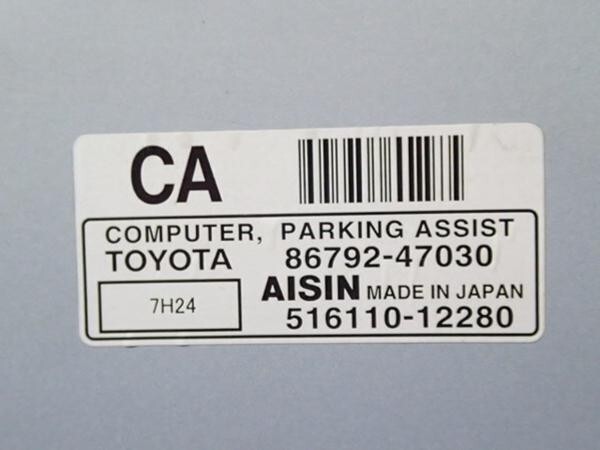 CA
COMPUTER, PARKING ASSIST
TOYOTA 86792-47030
7H24
AISIN MADE IN JAPAN
516110-12280